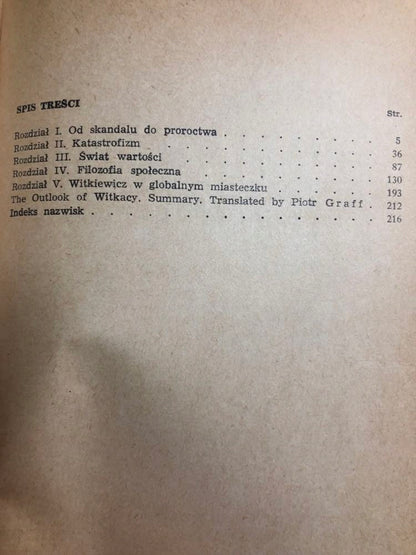 SPIS TREŚCI
Str.
Rozdział I. Od skandalu do proroctwa . . . . . . . . 5
Rozdział II. Katastrofizm . . . . . . . . . . . 36
Rozdział III. Świat wartości . . . . . . . . . . 87
Rozdział IV. Filozofia społeczna . . . . . . . . . 130
Rozdział V. Witkiewicz w globalnym miasteczku . . . . . 193
The Outlook of Witkacy. Summary. Translated by Piotr Graff . 212
Indeks nazwisk . . . . . . . . . . . . . 216